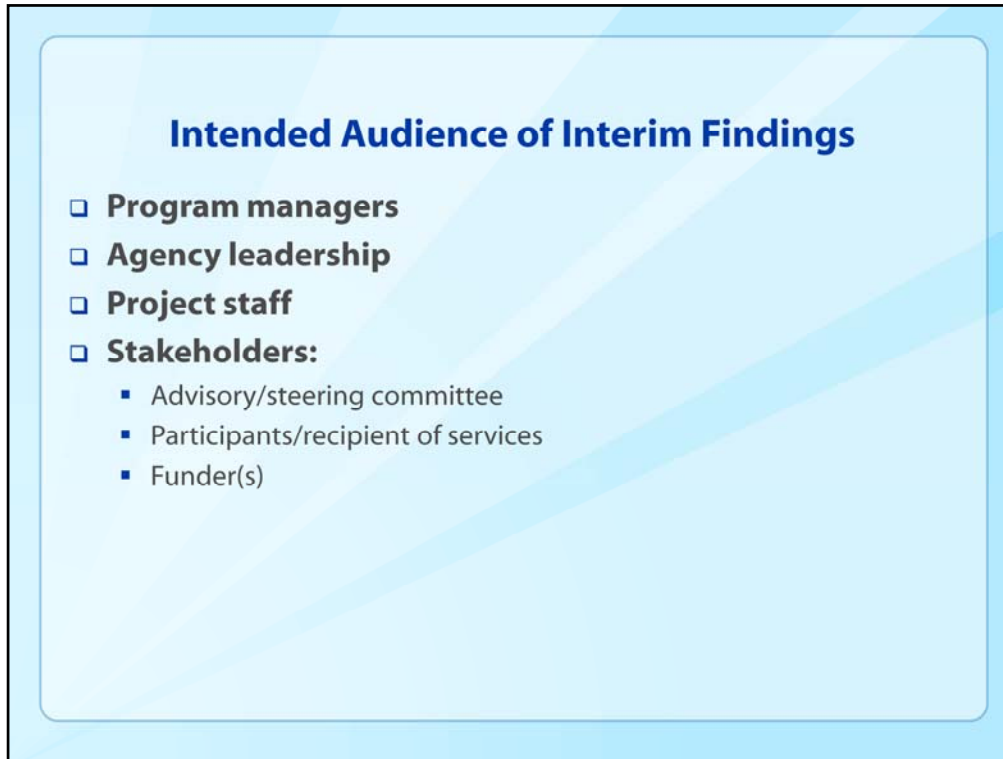 Intended Audience of Interim Findings
Program managers
Agency leadership
Project staff
Stakeholders:
Advisory/steering committee
Participants/recipient of services
Funder(s)